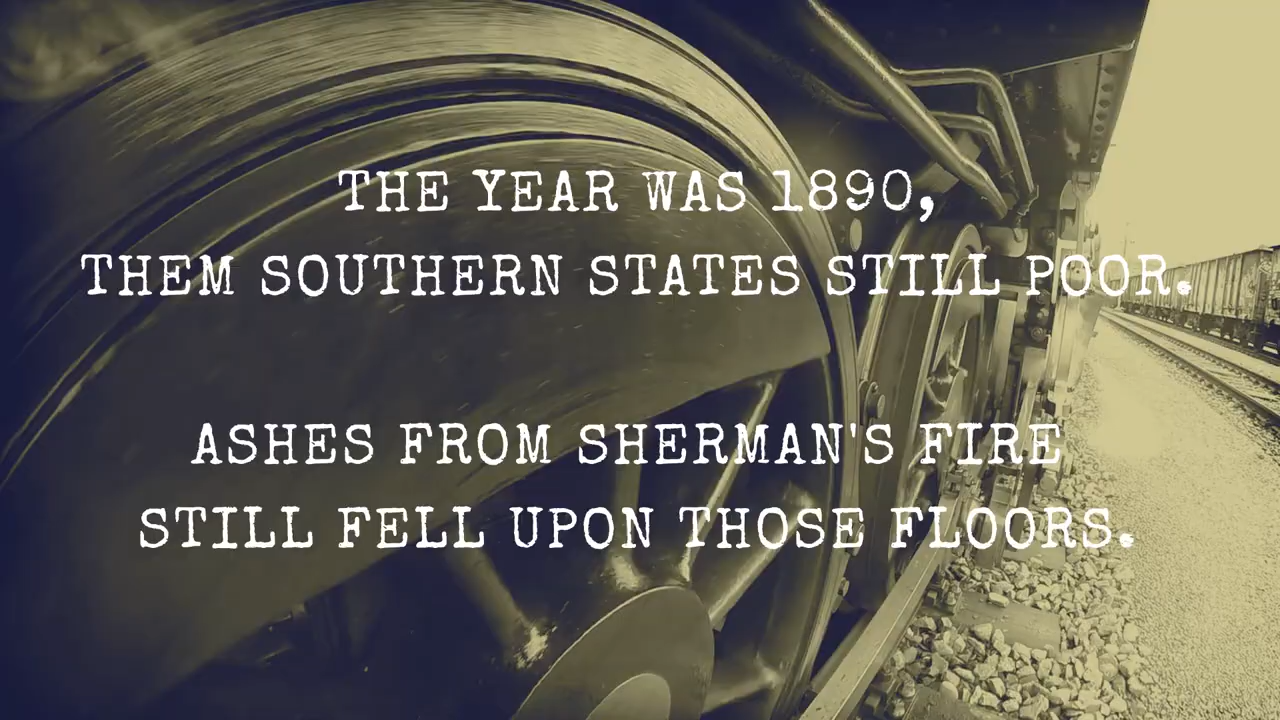 THE YEAR WAS 1890,
THEM SOUTHERN STATES STILL POOR.
ASHES FROM SHERMAN'S FIRE
STILL FELL UPON THOSE FLOORS.